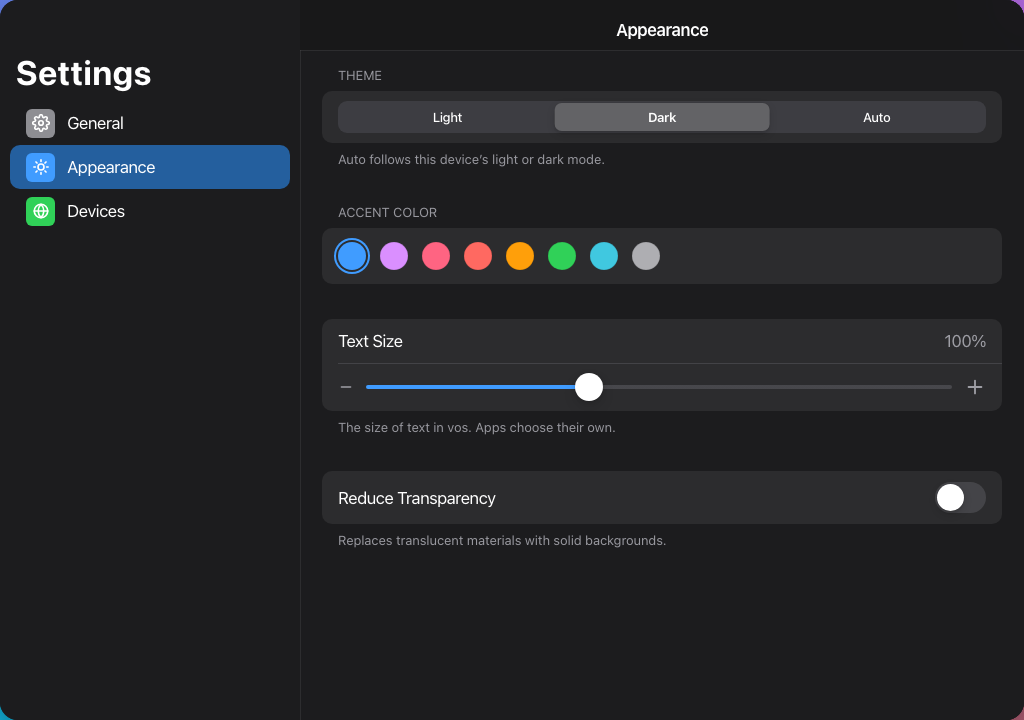 Appearance
Settings
General
Appearance
Devices
THEME
Light
Dark
Auto
Auto follows this device's light or dark mode.
ACCENT COLOR
Text Size
100%
The size of text in vos. Apps choose their own.
Reduce Transparency
Replaces translucent materials with solid backgrounds.